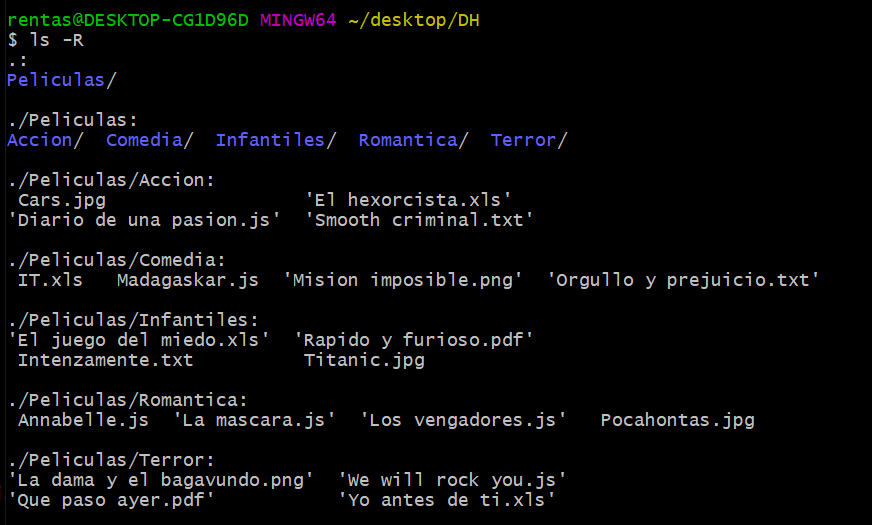 rentas@DESKTOP-CG1D96D MINGW64 ~/desktop/DH
$ ls -R
.:
Peliculas/
./Peliculas:
Accion/  Comedia/  Infantiles/  Romantica/  Terror/
./Peliculas/Accion:
 Cars.jpg                  'El hexorcista.xls'
'Diario de una pasion.js'  'Smooth criminal.txt'
./Peliculas/Comedia:
 IT.xls   Madagaskar.js  'Mision imposible.png'  'Orgullo y prejuicio.txt'
./Peliculas/Infantiles:
'El juego del miedo.xls'  'Rapido y furioso.pdf'
 Intenzamente.txt          Titanic.jpg
./Peliculas/Romantica:
 Annabelle.js  'La mascara.js'  'Los vengadores.js'   Pocahontas.jpg
./Peliculas/Terror:
'La dama y el bagavundo.png'  'We will rock you.js'
'Que paso ayer.pdf'           'Yo antes de ti.xls'